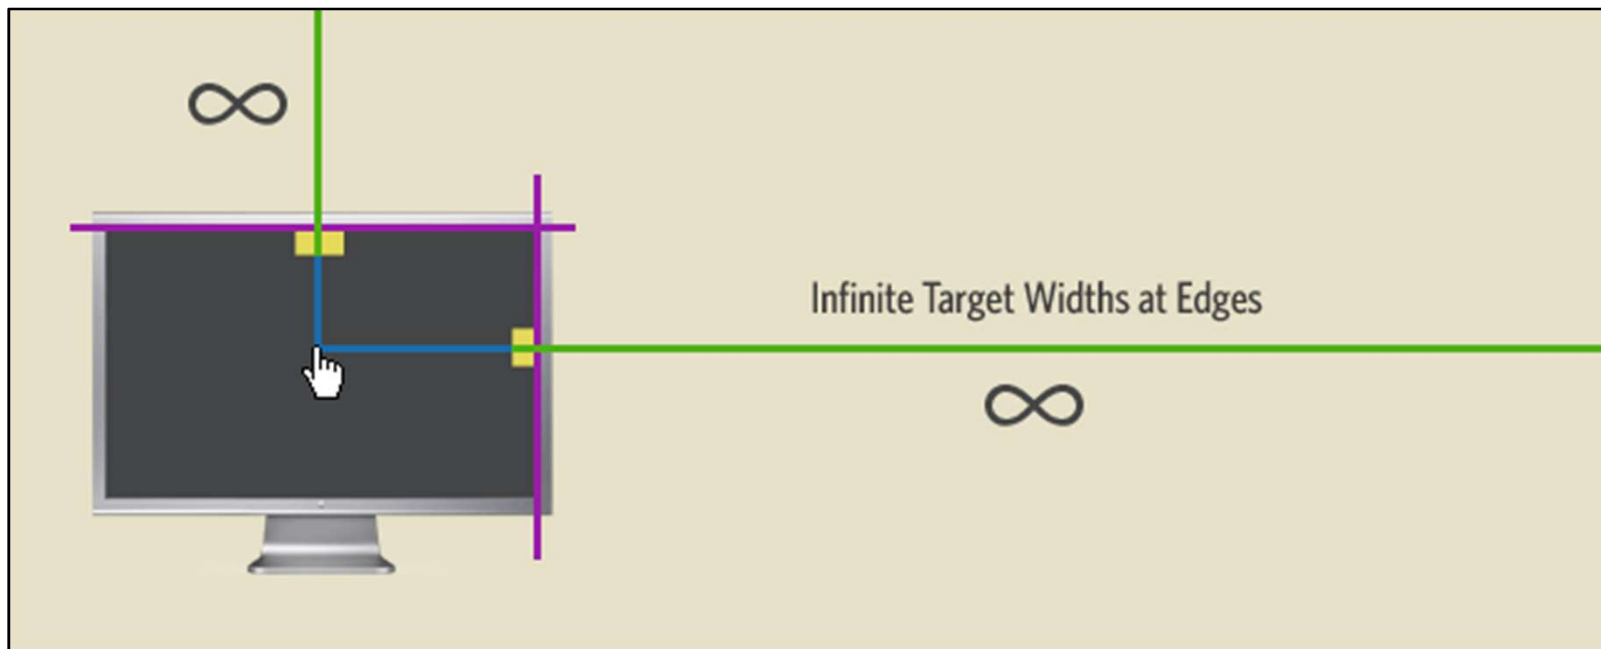 ∞
Infinite Target Widths at Edges
∞